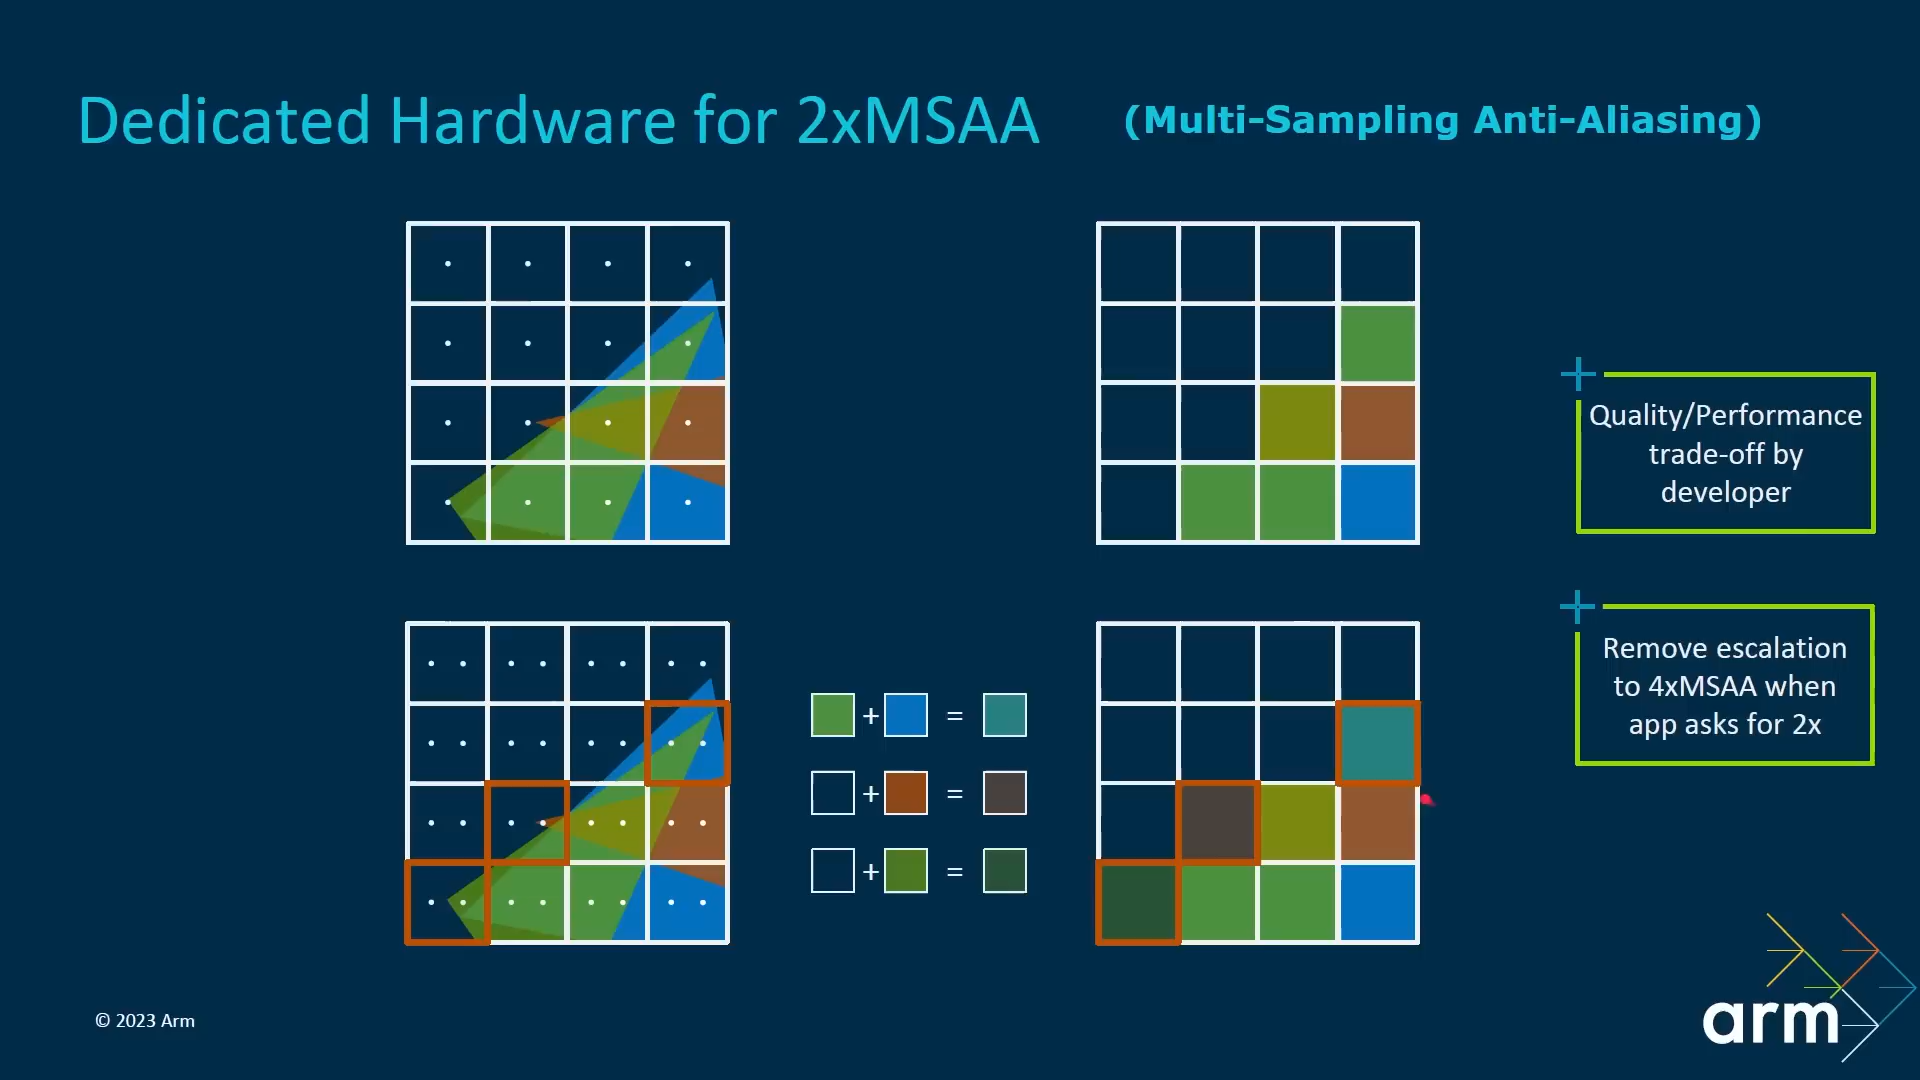 Dedicated Hardware for 2xMSAA (Multi-Sampling Anti-Aliasing)
Quality/Performance
trade-off by
developer
+ =
+ =
+ =
Remove escalation
to 4xMSAA when
app asks for 2x
© 2023 Arm
arm